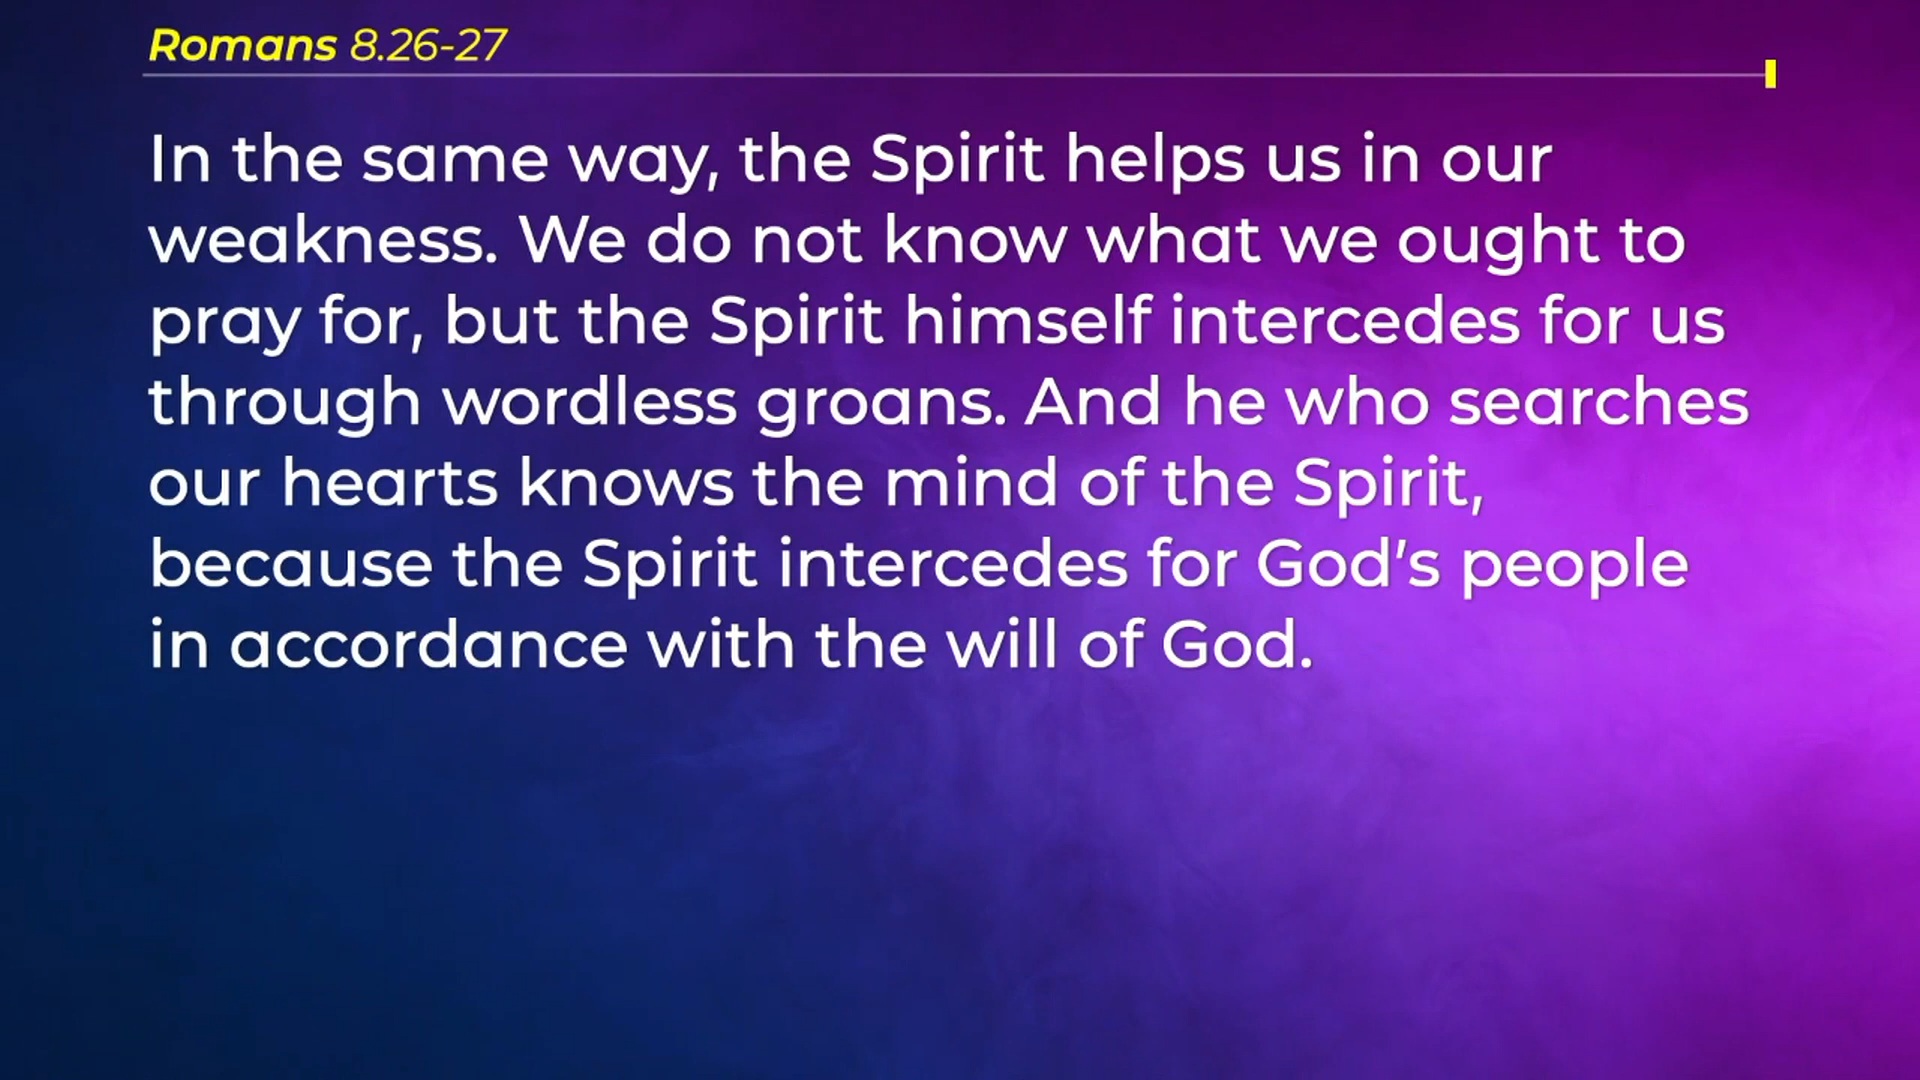 Romans 8.26-27
In the same way, the Spirit helps us in our
weakness. We do not know what we ought to
pray for, but the Spirit himself intercedes for us
through wordless groans. And he who searches
our hearts knows the mind of the Spirit,
because the Spirit intercedes for God’s people
in accordance with the will of God.